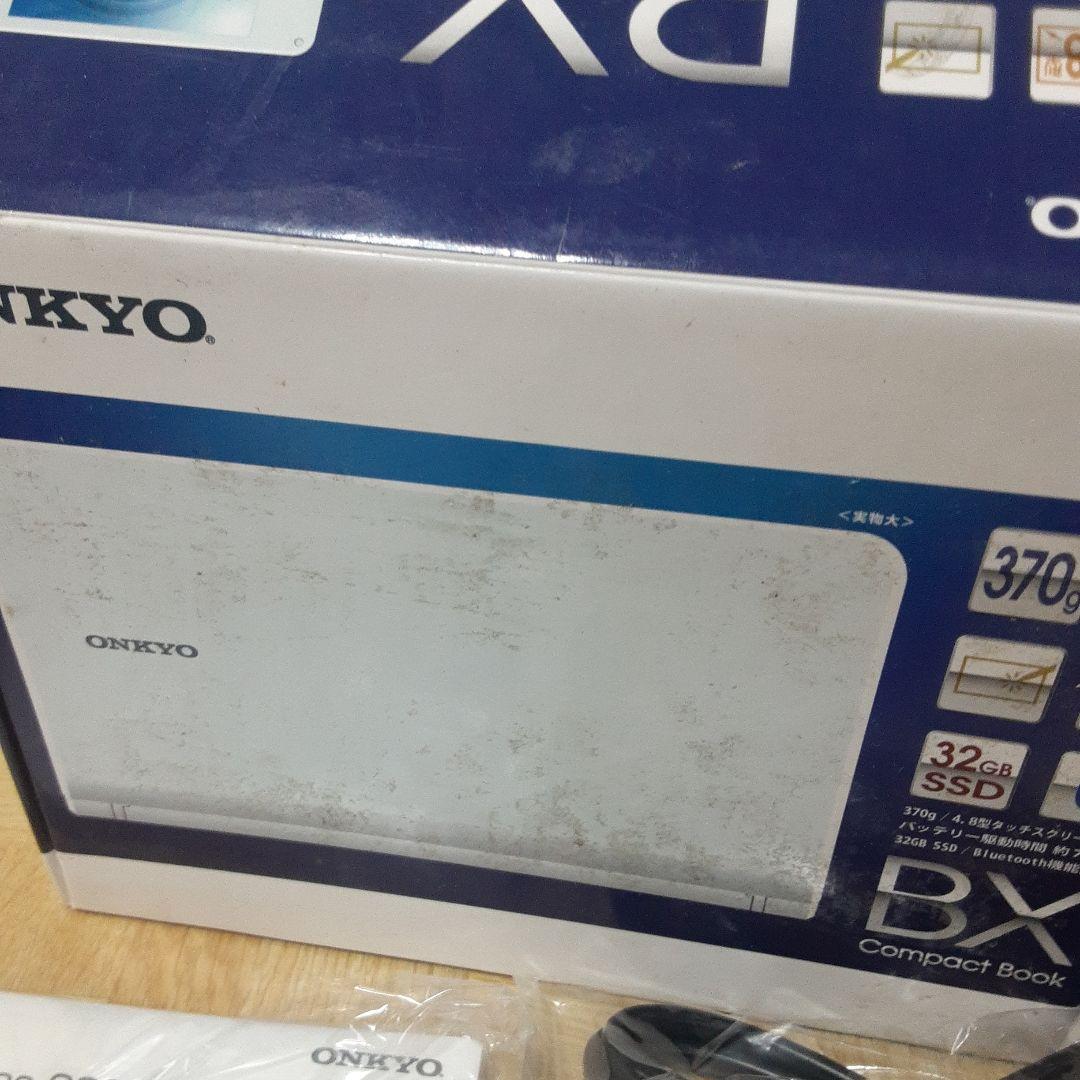 BX
ONKYO
<実物大>
370g
ONKYO
32GB
SSD
370g / 4.8型タッチスクリー
バッテリー駆動時間 約
32GB SSD / Bluetooth機能
BX
Compact Book
ONKYO